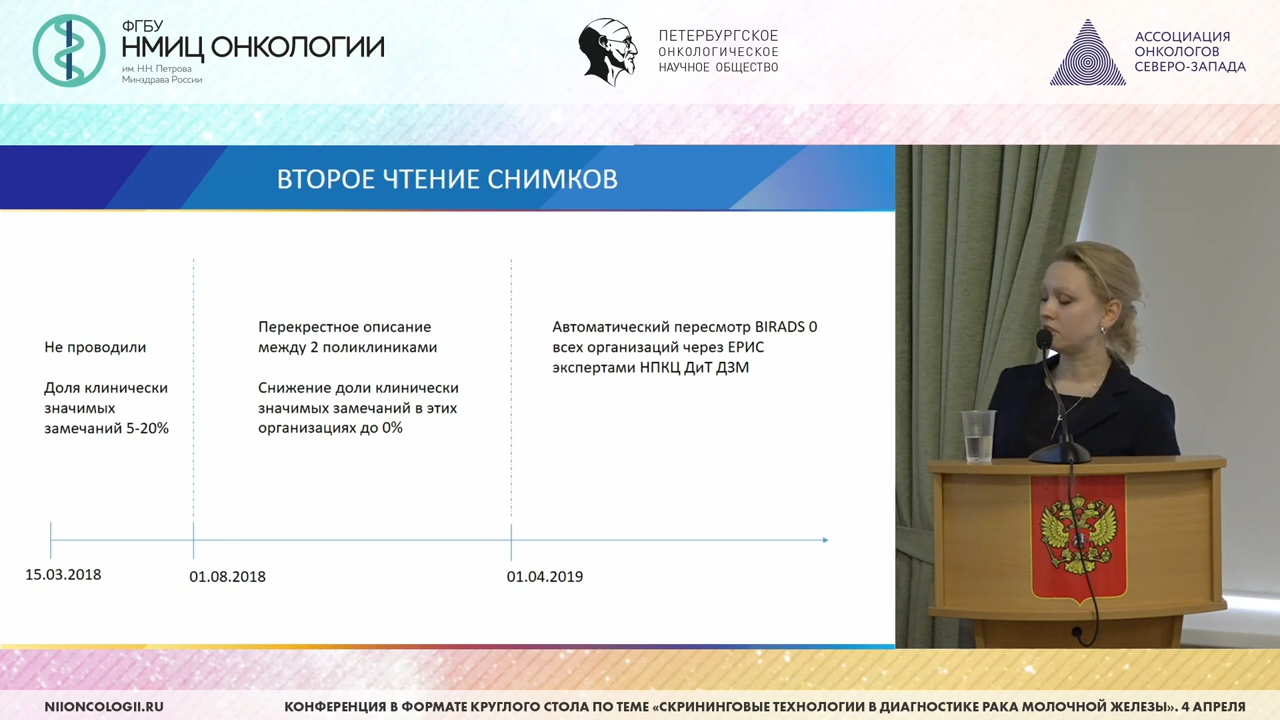 ФГБУ
НМИЦ ОНКОЛОГИИ
им. Н.Н. Петрова
Минздрава России
ПЕТЕРБУРГСКОЕ
ОНКОЛОГИЧЕСКОЕ
НАУЧНОЕ ОБЩЕСТВО
АССОЦИАЦИЯ
ОНКОЛОГОВ
СЕВЕРО-ЗАПАДА
ВТОРОЕ ЧТЕНИЕ СНИМКОВ
Не проводили
Доля клинически
значимых
замечаний 5-20%
Перекрестное описание
между 2 поликлиниками
Снижение доли клинически
значимых замечаний в этих
организациях до 0%
Автоматический пересмотр BIRADS 0
всех организаций через ЕРИС
экспертами НПКЦ ДиТ ДЗМ
15.03.2018
01.08.2018
01.04.2019
NIIONCOLOGII.RU
КОНФЕРЕНЦИЯ В ФОРМАТЕ КРУГЛОГО СТОЛА ПО ТЕМЕ «СКРИНИНГОВЫЕ ТЕХНОЛОГИИ В ДИАГНОСТИКЕ РАКА МОЛОЧНОЙ ЖЕЛЕЗЫ». 4 АПРЕЛЯ